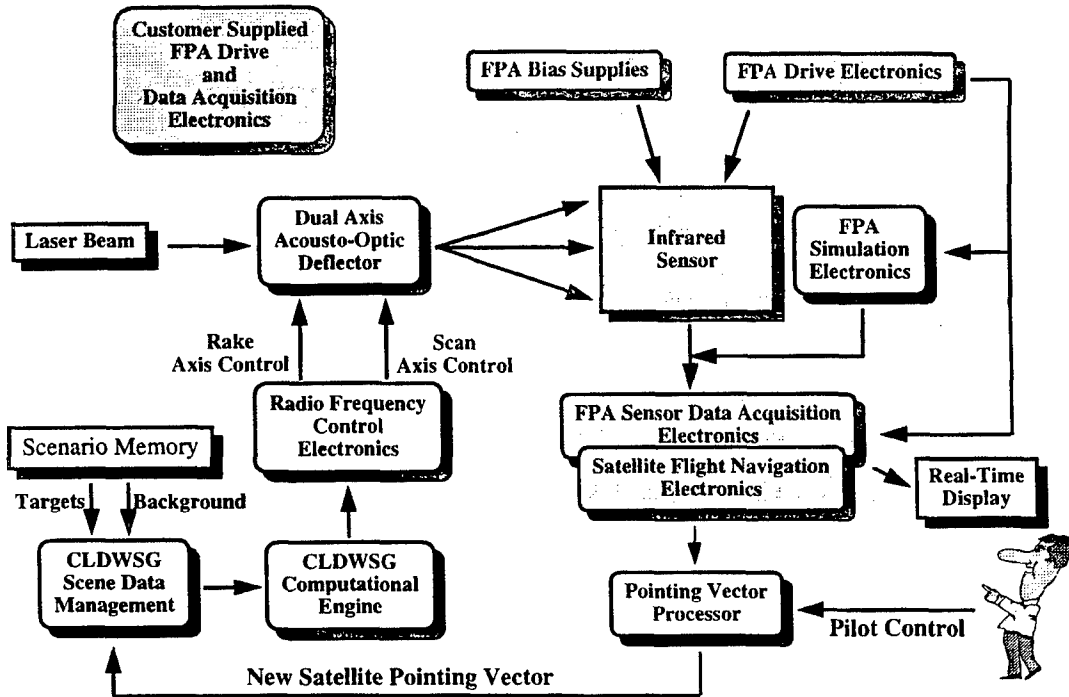 Customer Supplied
FPA Drive
and
Data Acquisition
Electronics
FPA Bias Supplies
FPA Drive Electronics
Laser Beam
Dual Axis
Acousto-Optic
Deflector
Infrared
Sensor
FPA
Simulation
Electronics
Rake
Axis Control
Scan
Axis Control
Radio Frequency
Control
Electronics
FPA Sensor Data Acquisition
Electronics
Satellite Flight Navigation
Electronics
Real-Time
Display
Scenario Memory
Targets
Background
CLDWSG
Scene Data
Management
CLDWSG
Computational
Engine
Pointing Vector
Processor
Pilot Control
New Satellite Pointing Vector